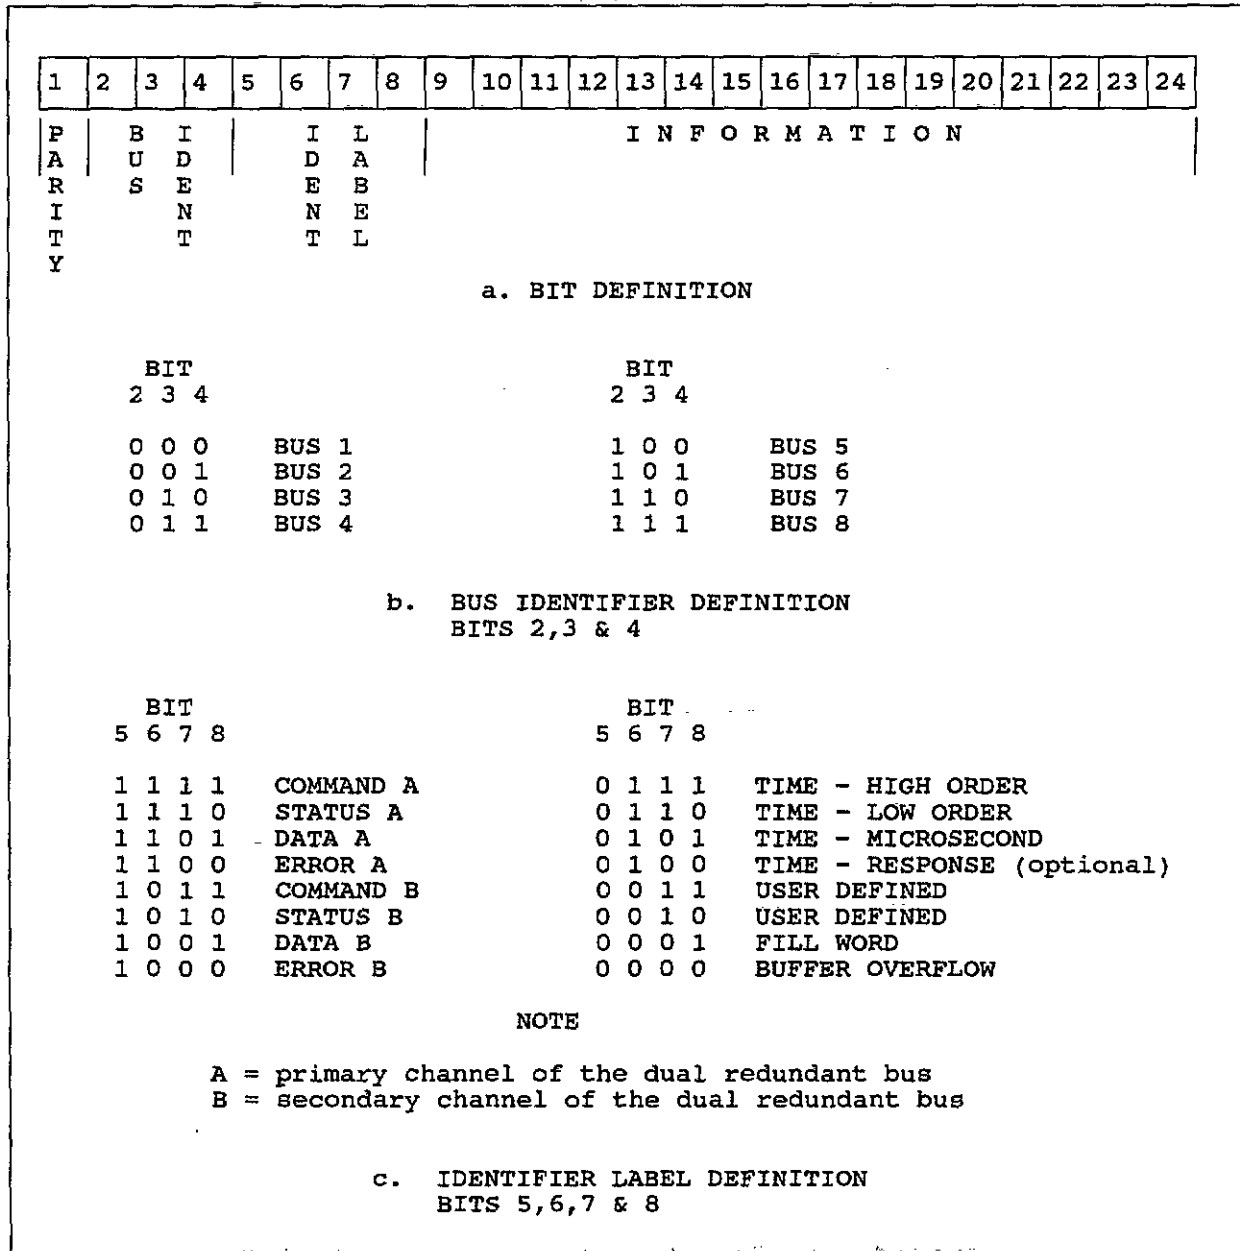 1 2 3 4 5 6 7 8 9 10 11 12 13 14 15 16 17 18 19 20 21 22 23 24
PARITY BUS IDENT IDENT LABEL INFORMATION
a. BIT DEFINITION
BIT BIT
2 3 4 2 3 4
0 0 0 BUS 1 1 0 0 BUS 5
0 0 1 BUS 2 1 0 1 BUS 6
0 1 0 BUS 3 1 1 0 BUS 7
0 1 1 BUS 4 1 1 1 BUS 8
b. BUS IDENTIFIER DEFINITION
BITS 2,3 & 4
BIT BIT
5 6 7 8 5 6 7 8
1 1 1 1 COMMAND A 0 1 1 1 TIME - HIGH ORDER
1 1 1 0 STATUS A 0 1 1 0 TIME - LOW ORDER
1 1 0 1 DATA A 0 1 0 1 TIME - MICROSECOND
1 1 0 0 ERROR A 0 1 0 0 TIME - RESPONSE (optional)
1 0 1 1 COMMAND B 0 0 1 1 USER DEFINED
1 0 1 0 STATUS B 0 0 1 0 USER DEFINED
1 0 0 1 DATA B 0 0 0 1 FILL WORD
1 0 0 0 ERROR B 0 0 0 0 BUFFER OVERFLOW
NOTE
A = primary channel of the dual redundant bus
B = secondary channel of the dual redundant bus
c. IDENTIFIER LABEL DEFINITION
BITS 5,6,7 & 8